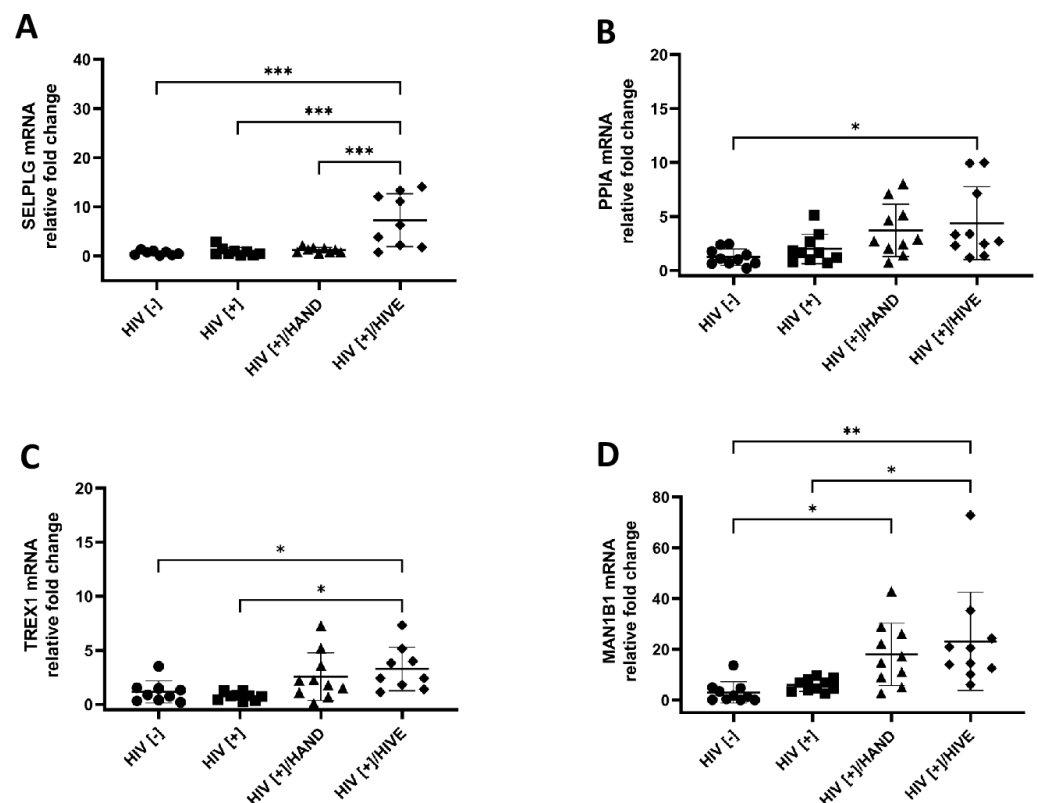 A
SELPLG mRNA
relative fold change
40
30
20
10
0
***
***
***
HIV [-]
HIV [+]
HIV [+]/HAND
HIV [+]/HIVE
B
PPIA mRNA
relative fold change
20
15
10
5
0
*
HIV [-]
HIV [+]
HIV [+]/HAND
HIV [+]/HIVE
C
TREX1 mRNA
relative fold change
20
15
10
5
0
*
*
HIV [-]
HIV [+]
HIV [+]/HAND
HIV [+]/HIVE
D
MAN1B1 mRNA
relative fold change
80
60
40
20
0
**
*
*
HIV [-]
HIV [+]
HIV [+]/HAND
HIV [+]/HIVE